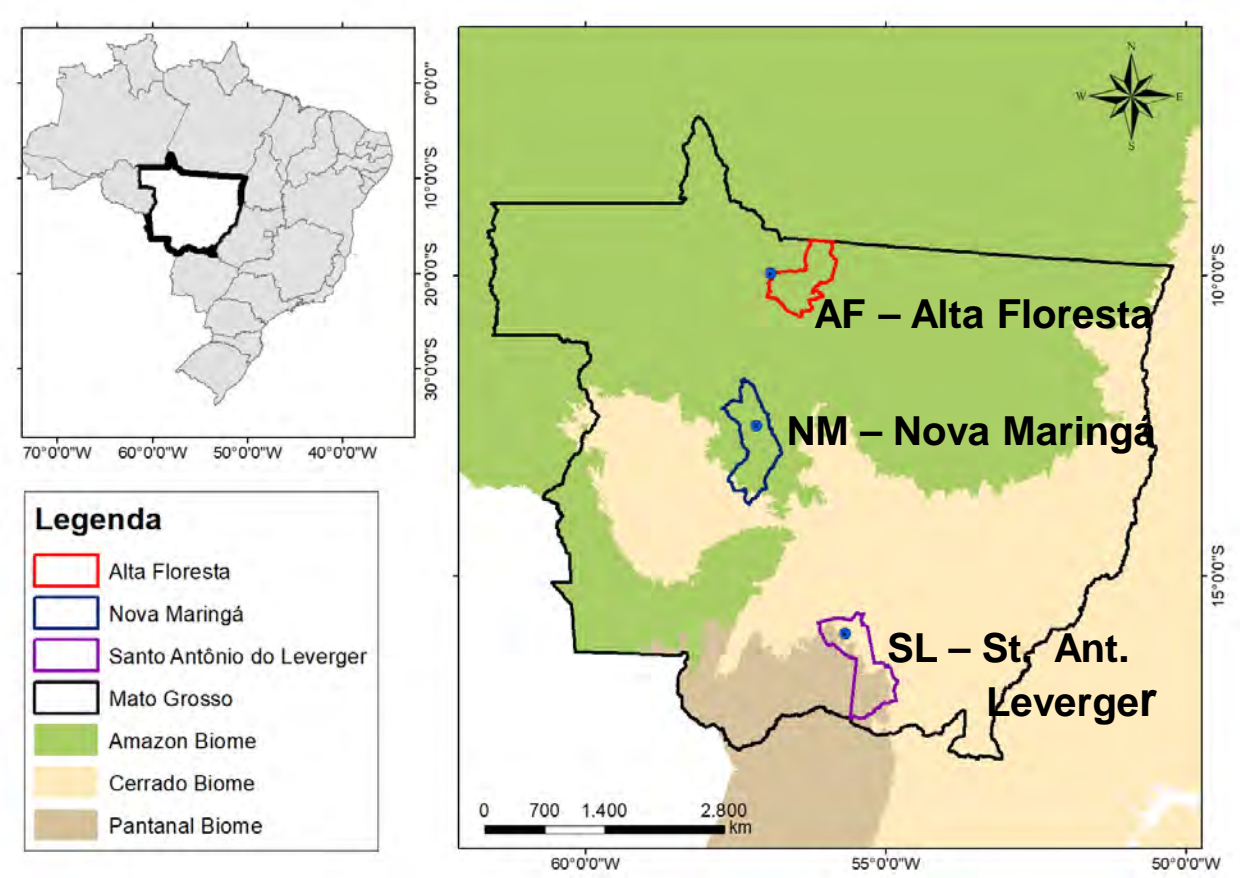 0°0'0"
10°0'0"S
20°0'0"S
30°0'0"S
70°0'0"W 60°0'0"W 50°0'0"W 40°0'0"W
Legenda
Alta Floresta
Nova Maringá
Santo Antônio do Leverger
Mato Grosso
Amazon Biome
Cerrado Biome
Pantanal Biome
N
W E
S
AF – Alta Floresta
NM – Nova Maringá
SL – St. Ant.
Leverger
0 700 1.400 2.800
km
10°0'0"S
15°0'0"S
60°0'0"W 55°0'0"W 50°0'0"W